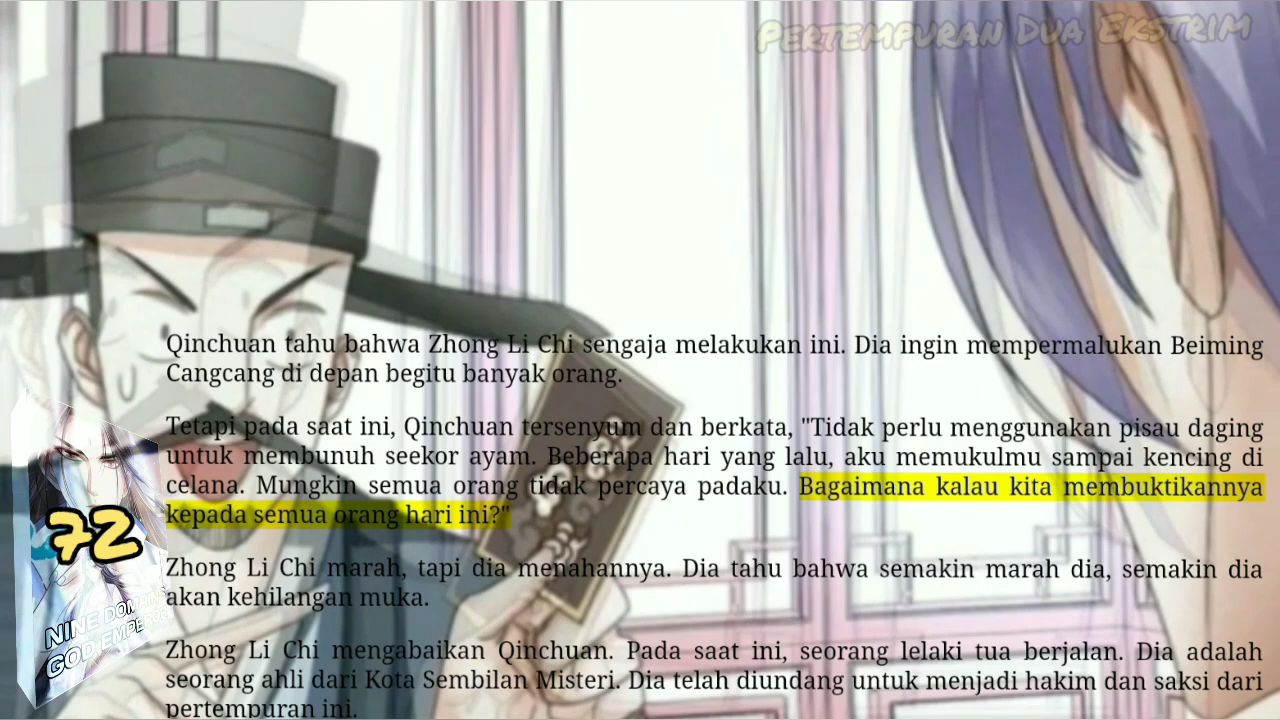 Pertempuran Dua Ekstrim
Qinchuan tahu bahwa Zhong Li Chi sengaja melakukan ini. Dia ingin mempermalukan Beiming
Cangcang di depan begitu banyak orang.
Tetapi pada saat ini, Qinchuan tersenyum dan berkata, "Tidak perlu menggunakan pisau daging
untuk membunuh seekor ayam. Beberapa hari yang lalu, aku memukulmu sampai kencing di
celana. Mungkin semua orang tidak percaya padaku. Bagaimana kalau kita membuktikannya
kepada semua orang hari ini?"
Zhong Li Chi marah, tapi dia menahannya. Dia tahu bahwa semakin marah dia, semakin dia
akan kehilangan muka.
Zhong Li Chi mengabaikan Qinchuan. Pada saat ini, seorang lelaki tua berjalan. Dia adalah
seorang ahli dari Kota Sembilan Misteri. Dia telah diundang untuk menjadi hakim dan saksi dari
pertempuran ini.
72
NINE
GOD